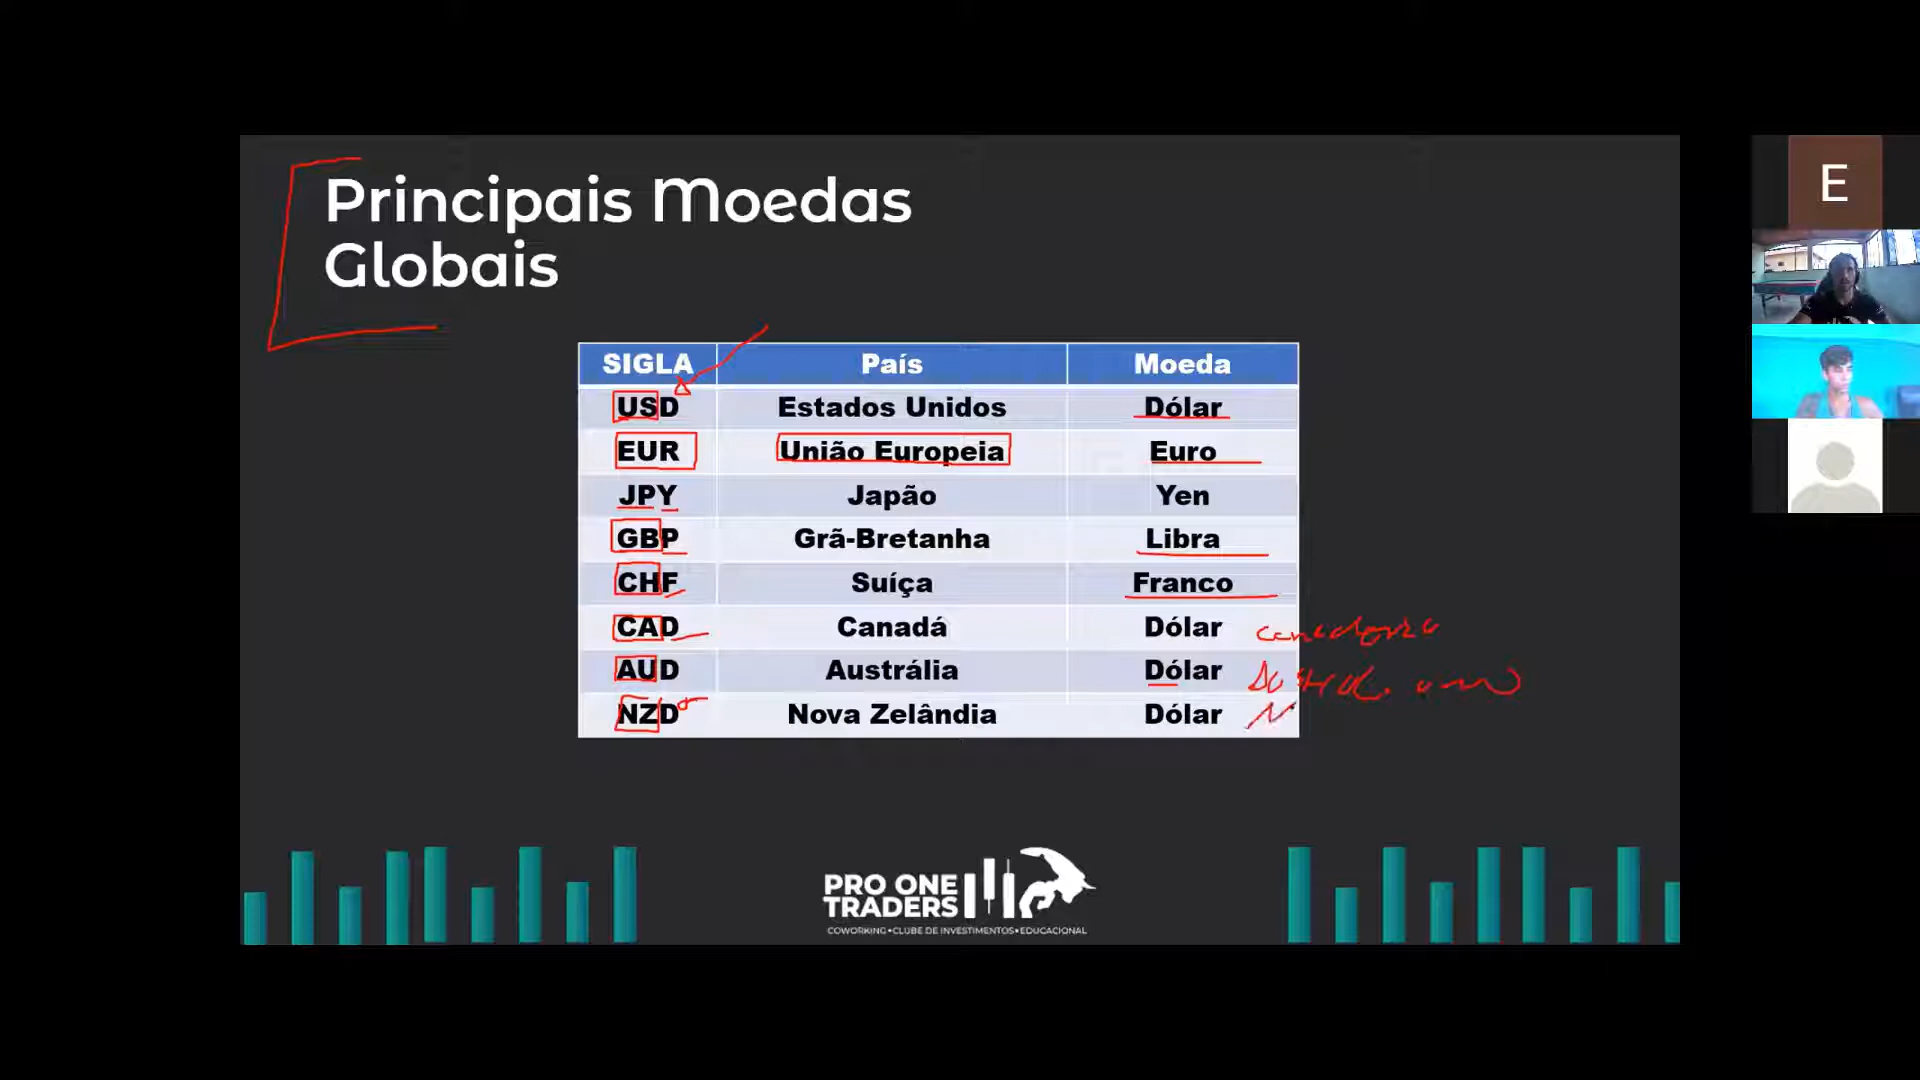 Principais Moedas
Globais
SIGLA País Moeda
USD Estados Unidos Dólar
EUR União Europeia Euro
JPY Japão Yen
GBP Grã-Bretanha Libra
CHF Suíça Franco
CAD Canadá Dólar
AUD Austrália Dólar
NZD Nova Zelândia Dólar N
PRO ONE
TRADERS
COWORKING•CLUBE DE INVESTIMENTOS•EDUCACIONAL
E